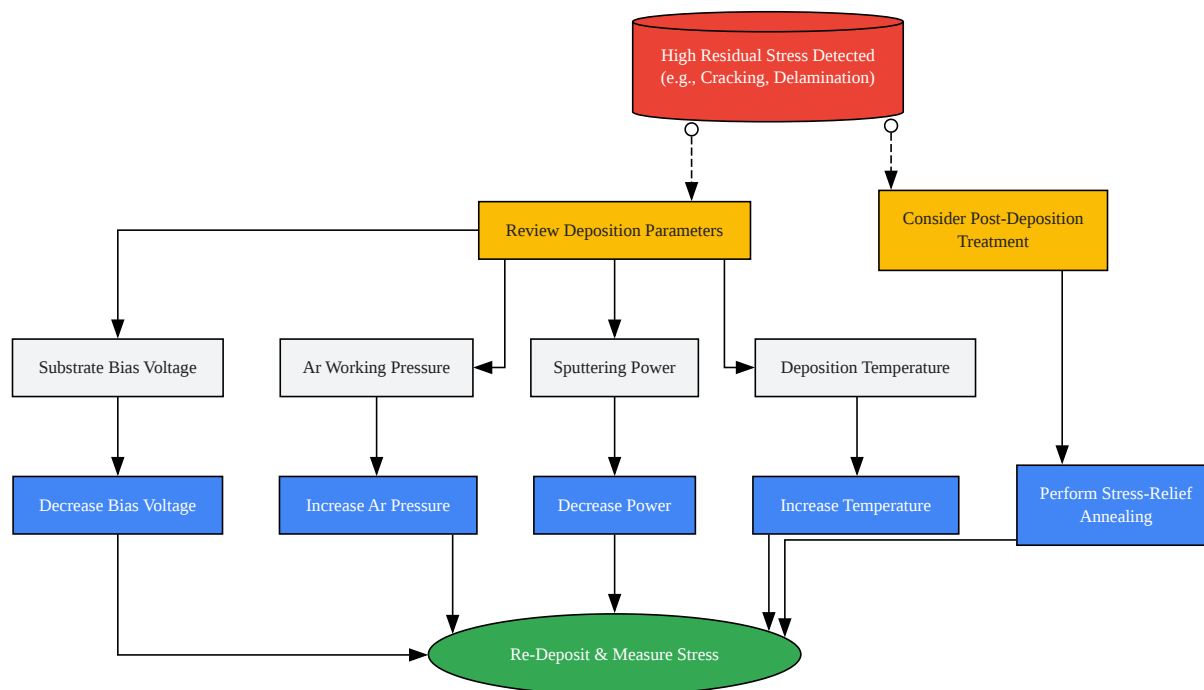 High Residual Stress Detected
(e.g., Cracking, Delamination)
Review Deposition Parameters
Consider Post-Deposition
Treatment
Substrate Bias Voltage
Ar Working Pressure
Sputtering Power
Deposition Temperature
Decrease Bias Voltage
Increase Ar Pressure
Decrease Power
Increase Temperature
Perform Stress-Relief
Annealing
Re-Deposit & Measure Stress